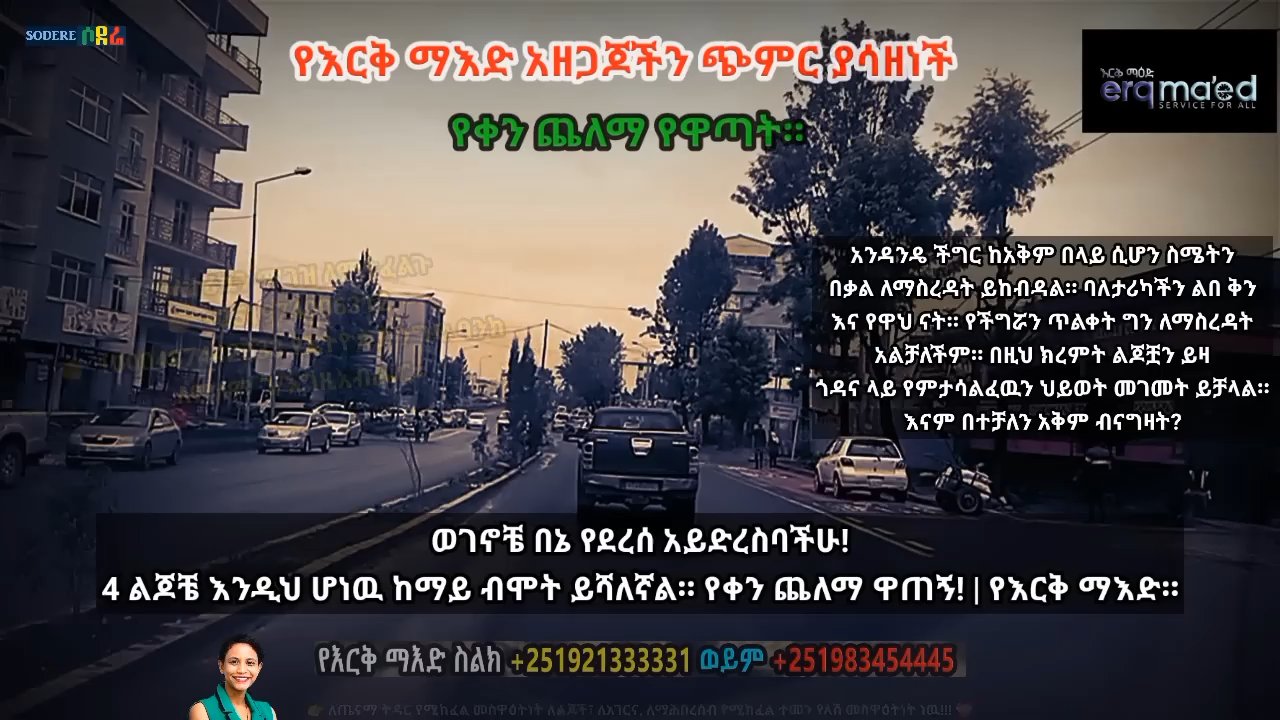 SODERE ሶደሬ
የእርቅ ማእድ አዘጋጆችን ጭምር ያሳዘነች
የቀን ጨለማ የዋጣት።
እርቅ ማዕድ
erqma'ed
SERVICE FOR ALL
አንዳንዴ ችግር ከአቅም በላይ ሲሆን ስሜትን
በቃል ለማስረዳት ይከብዳል። ባለታሪካችን ልበ ቅን
እና የዋህ ናት። የችግሯን ጥልቀት ግን ለማስረዳት
አልቻለችም። በዚህ ክረምት ልጆቿን ይዛ
ጎዳና ላይ የምታሳልፈዉን ህይወት መገመት ይቻላል።
እናም በተቻለን አቅም ብናግዛት?
ወገኖቼ በኔ የደረሰ አይድረስባችሁ!
4 ልጆቼ እንዲህ ሆነዉ ከማይ ብሞት ይሻለኛል። የቀን ጨለማ ዋጠኝ! | የእርቅ ማእድ።
የእርቅ ማእድ ስልክ +251921333331 ወይም +251983454445